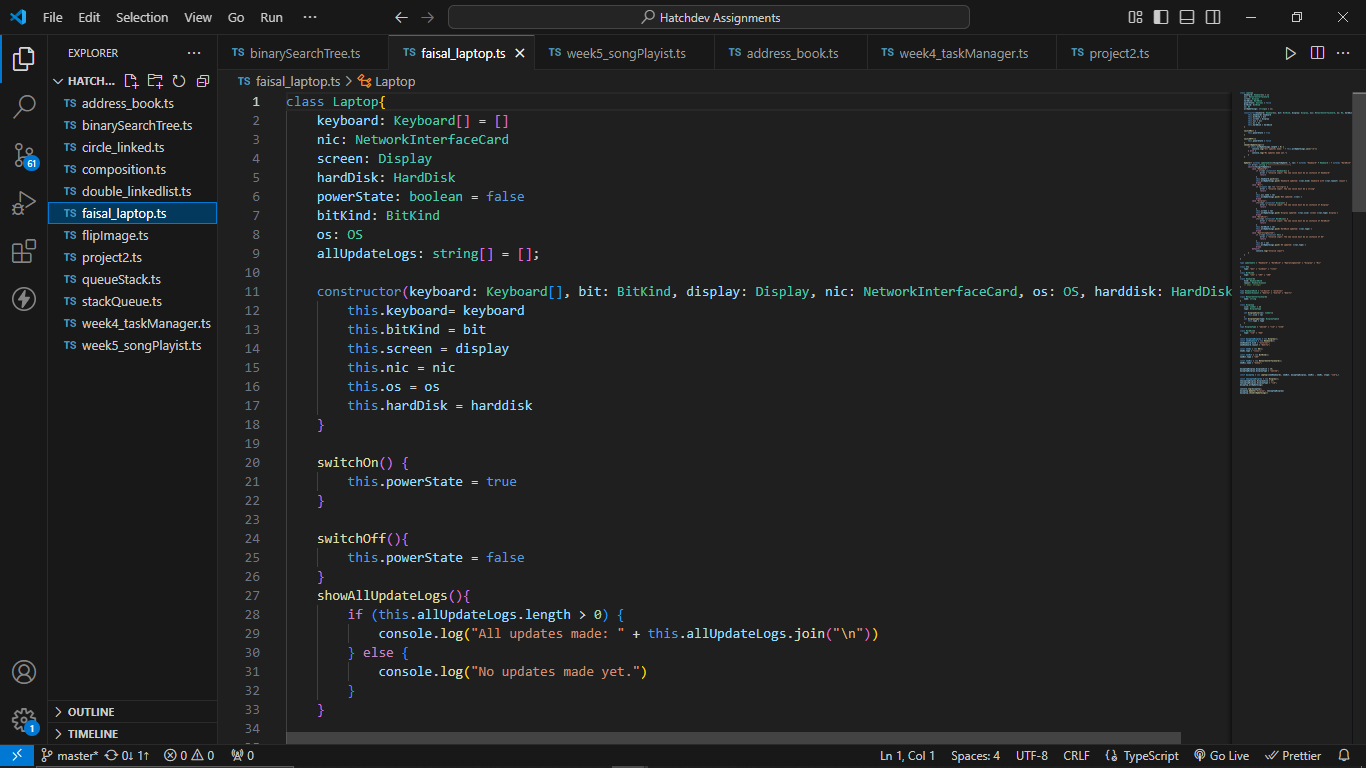 File Edit Selection View Go Run ··· Hatchdev Assignments
EXPLORER ···
HATCH...
TS address_book.ts
TS binarySearchTree.ts
TS circle_linked.ts
TS composition.ts
TS double_linkedlist.ts
TS faisal_laptop.ts
TS flipImage.ts
TS project2.ts
TS queueStack.ts
TS stackQueue.ts
TS week4_taskManager.ts
TS week5_songPlayist.ts
OUTLINE
TIMELINE
61
1
TS binarySearchTree.ts TS faisal_laptop.ts TS week5_songPlayist.ts TS address_book.ts TS week4_taskManager.ts TS project2.ts
TS faisal_laptop.ts > Laptop
1 class Laptop{
2 keyboard: Keyboard[] = []
3 nic: NetworkInterfaceCard
4 screen: Display
5 hardDisk: HardDisk
6 powerState: boolean = false
7 bitKind: BitKind
8 os: OS
9 allUpdateLogs: string[] = [];
10
11 constructor(keyboard: Keyboard[], bit: BitKind, display: Display, nic: NetworkInterfaceCard, os: OS, harddisk: HardDisk
12 this.keyboard= keyboard
13 this.bitKind = bit
14 this.screen = display
15 this.nic = nic
16 this.os = os
17 this.hardDisk = harddisk
18 }
19
20 switchOn() {
21 this.powerState = true
22 }
23
24 switchOff(){
25 this.powerState = false
26 }
27 showAllUpdateLogs(){
28 if (this.allUpdateLogs.length > 0) {
29 console.log("All updates made: " + this.allUpdateLogs.join("\n"))
30 } else {
31 console.log("No updates made yet.")
32 }
33 }
34
master* 0↓ 1↑ 0 0 0 Ln 1, Col 1 Spaces: 4 UTF-8 CRLF {} TypeScript Go Live Prettier